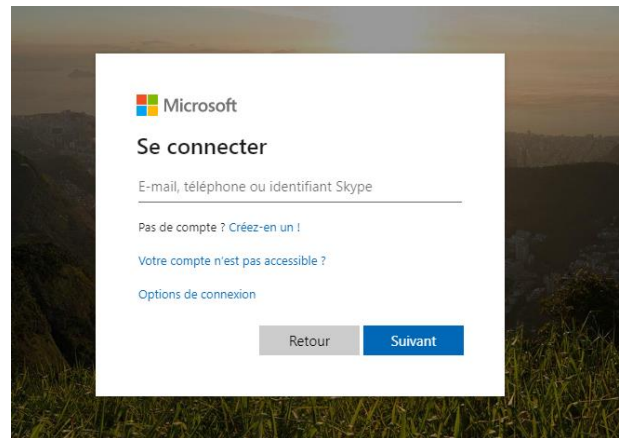 Microsoft
Se connecter
E-mail, téléphone ou identifiant Skype
Pas de compte ? Créez-en un !
Votre compte n'est pas accessible ?
Options de connexion
Retour Suivant